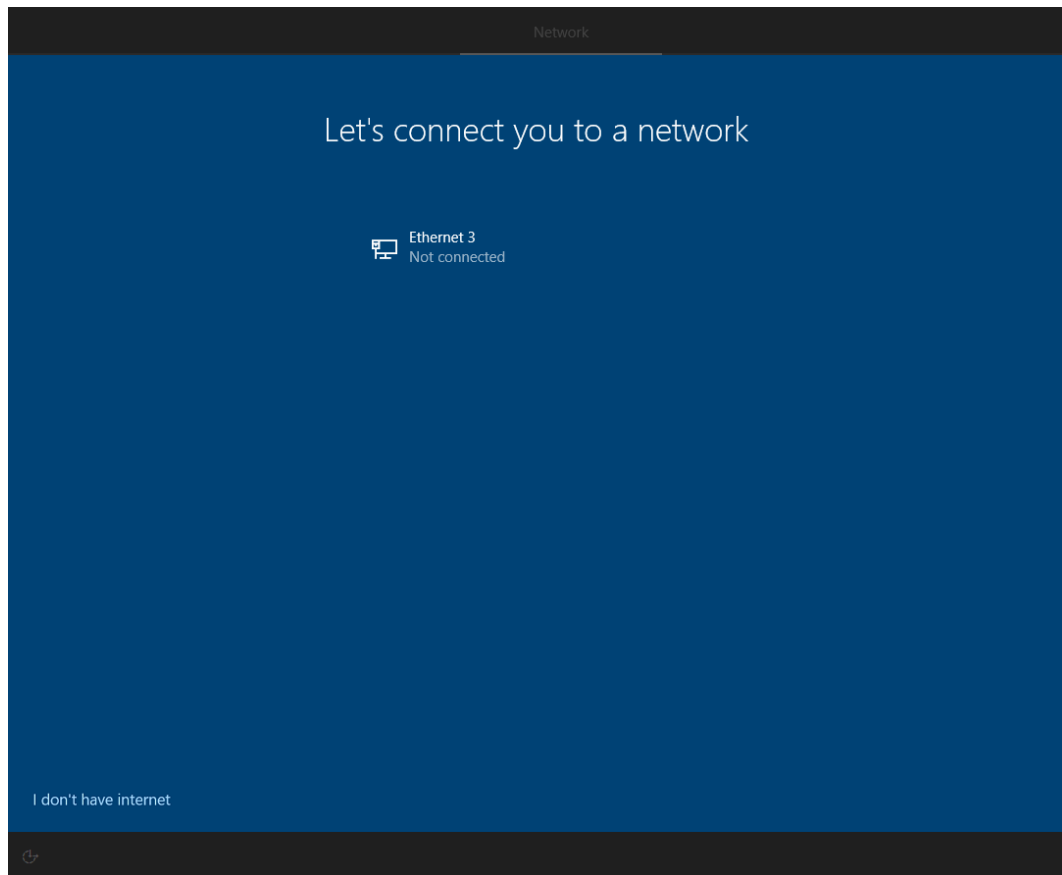 Network
Let's connect you to a network
Ethernet 3
Not connected
I don't have internet